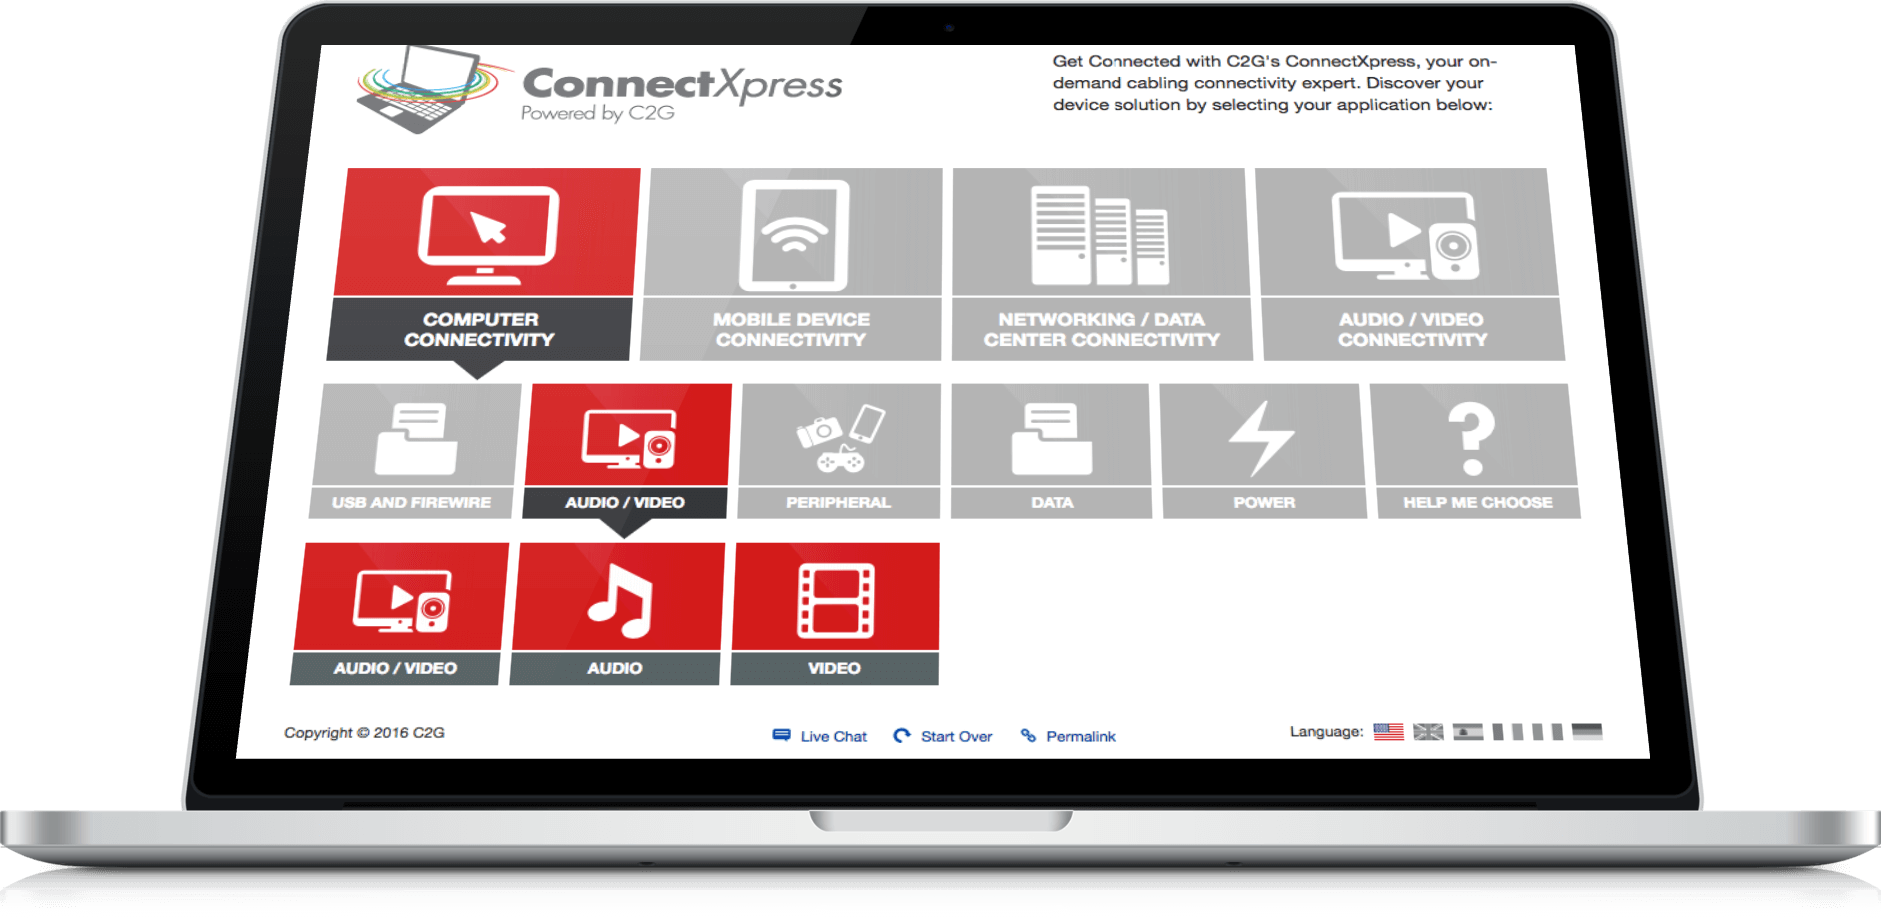 ConnectXpress
Powered by C2G
Get Connected with C2G's ConnectXpress, your on-
demand cabling connectivity expert. Discover your
device solution by selecting your application below:
COMPUTER
CONNECTIVITY
MOBILE DEVICE
CONNECTIVITY
NETWORKING / DATA
CENTER CONNECTIVITY
AUDIO / VIDEO
CONNECTIVITY
USB AND FIREWIRE
AUDIO / VIDEO
PERIPHERAL
DATA
POWER
HELP ME CHOOSE
AUDIO / VIDEO
AUDIO
VIDEO
Copyright © 2016 C2G
Live Chat
Start Over
Permalink
Language: